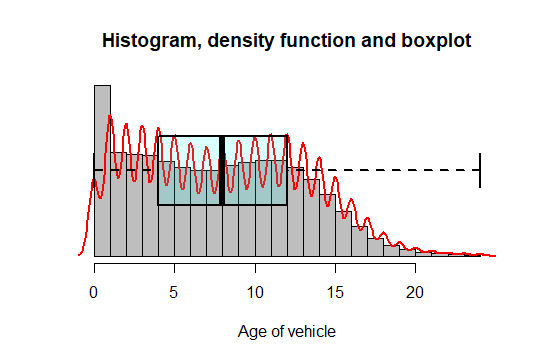 Histogram, density function and boxplot
0 5 10 15 20
Age of vehicle